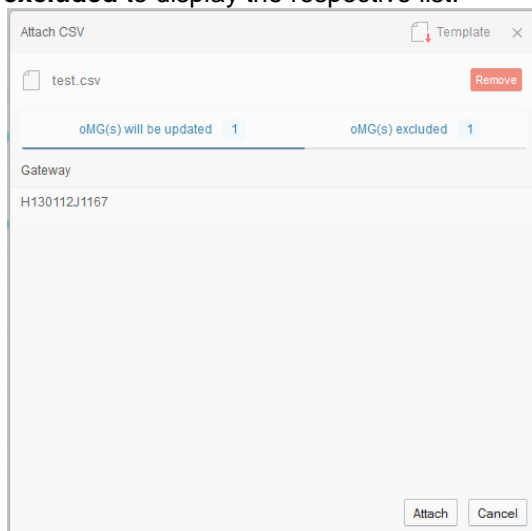 excluded to display the respective list.
Attach CSV Template ×
test.csv Remove
oMG(s) will be updated 1 oMG(s) excluded 1
Gateway
H130112J1167
Attach Cancel